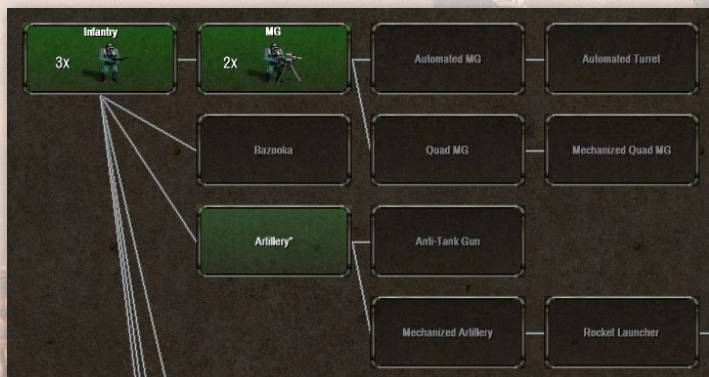 Infantry
3x
MG
2x
Automated MG
Automated Turret
Bazooka
Quad MG
Mechanized Quad MG
Artillery*
Anti-Tank Gun
Mechanized Artillery
Rocket Launcher